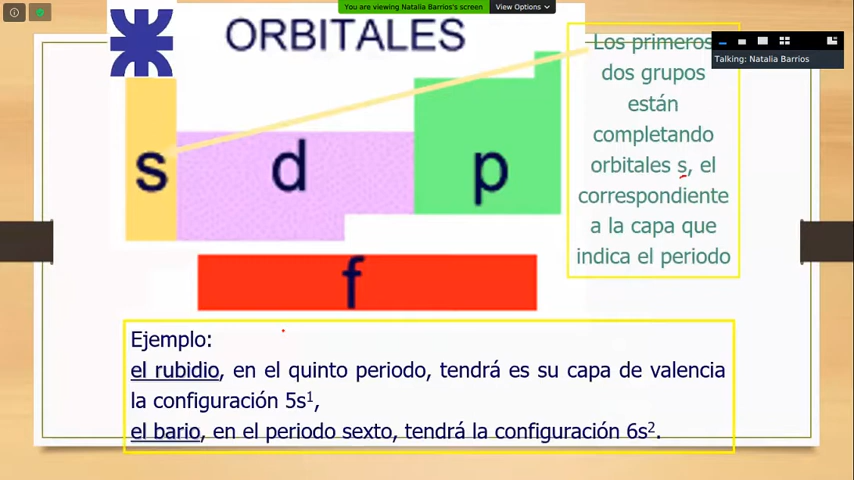 You are viewing Natalia Barrios's screen
View Options
Talking: Natalia Barrios
ORBITALES
s
d
p
f
Los primeros
dos grupos
están
completando
orbitales s, el
correspondiente
a la capa que
indica el periodo
Ejemplo:
el rubidio, en el quinto periodo, tendrá es su capa de valencia
la configuración 5s¹,
el bario, en el periodo sexto, tendrá la configuración 6s².